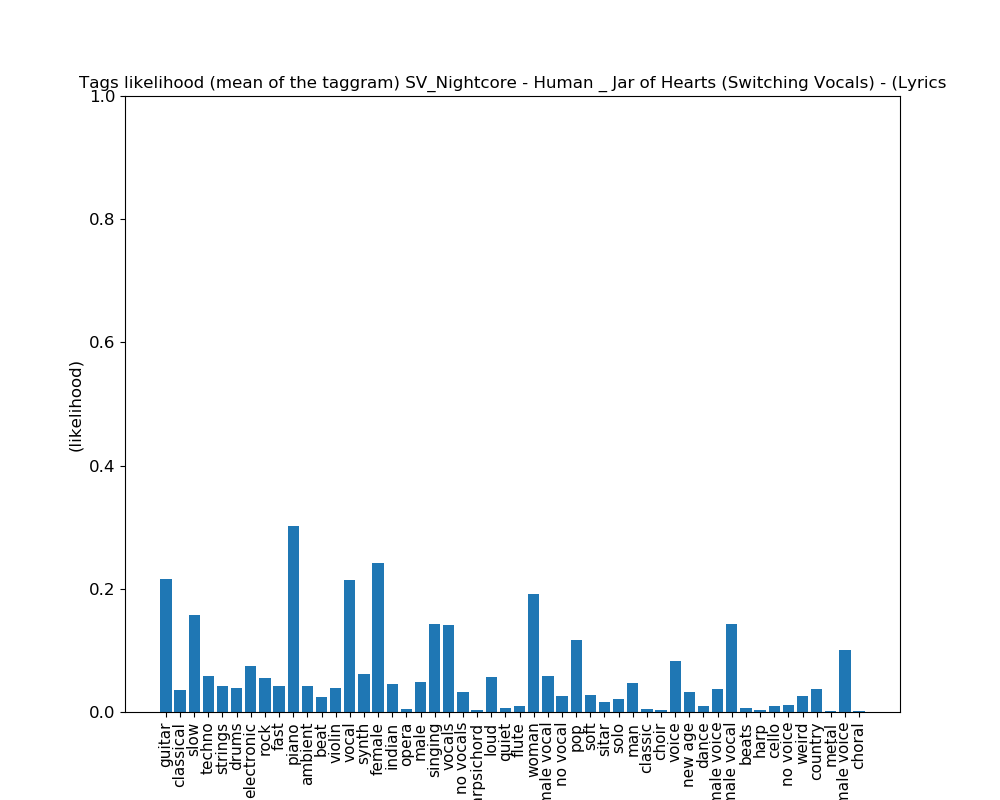 Tags likelihood (mean of the taggram) SV_Nightcore - Human _ Jar of Hearts (Switching Vocals) - (Lyrics
1.0
0.8
0.6
0.4
0.2
0.0
(likelihood)
guitar
classical
slow
techno
strings
drums
electronic
rock
fast
piano
ambient
beat
violin
vocal
synth
female
indian
opera
male
singing
vocals
no vocals
arpsichord
loud
quiet
flute
woman
male vocal
no vocal
pop
soft
sitar
solo
man
classic
choir
voice
new age
dance
male voice
male vocal
beats
harp
cello
no voice
weird
country
metal
male voice
choral